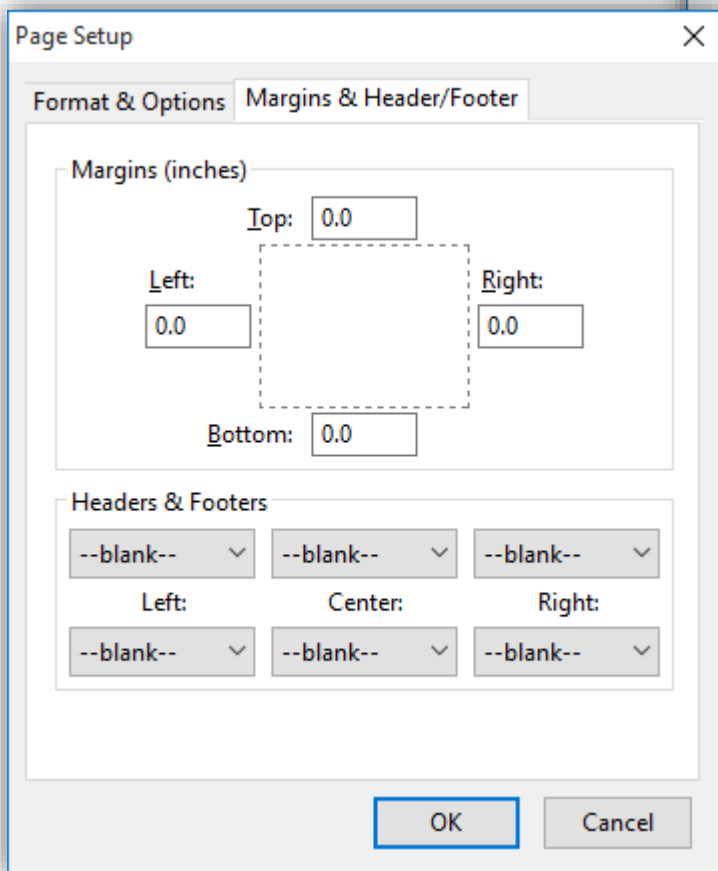 Page Setup
Format & Options Margins & Header/Footer
Margins (inches)
Top: 0.0
Left: Right:
0.0 0.0
Bottom: 0.0
Headers & Footers
--blank-- --blank-- --blank--
Left: Center: Right:
--blank-- --blank-- --blank--
OK Cancel